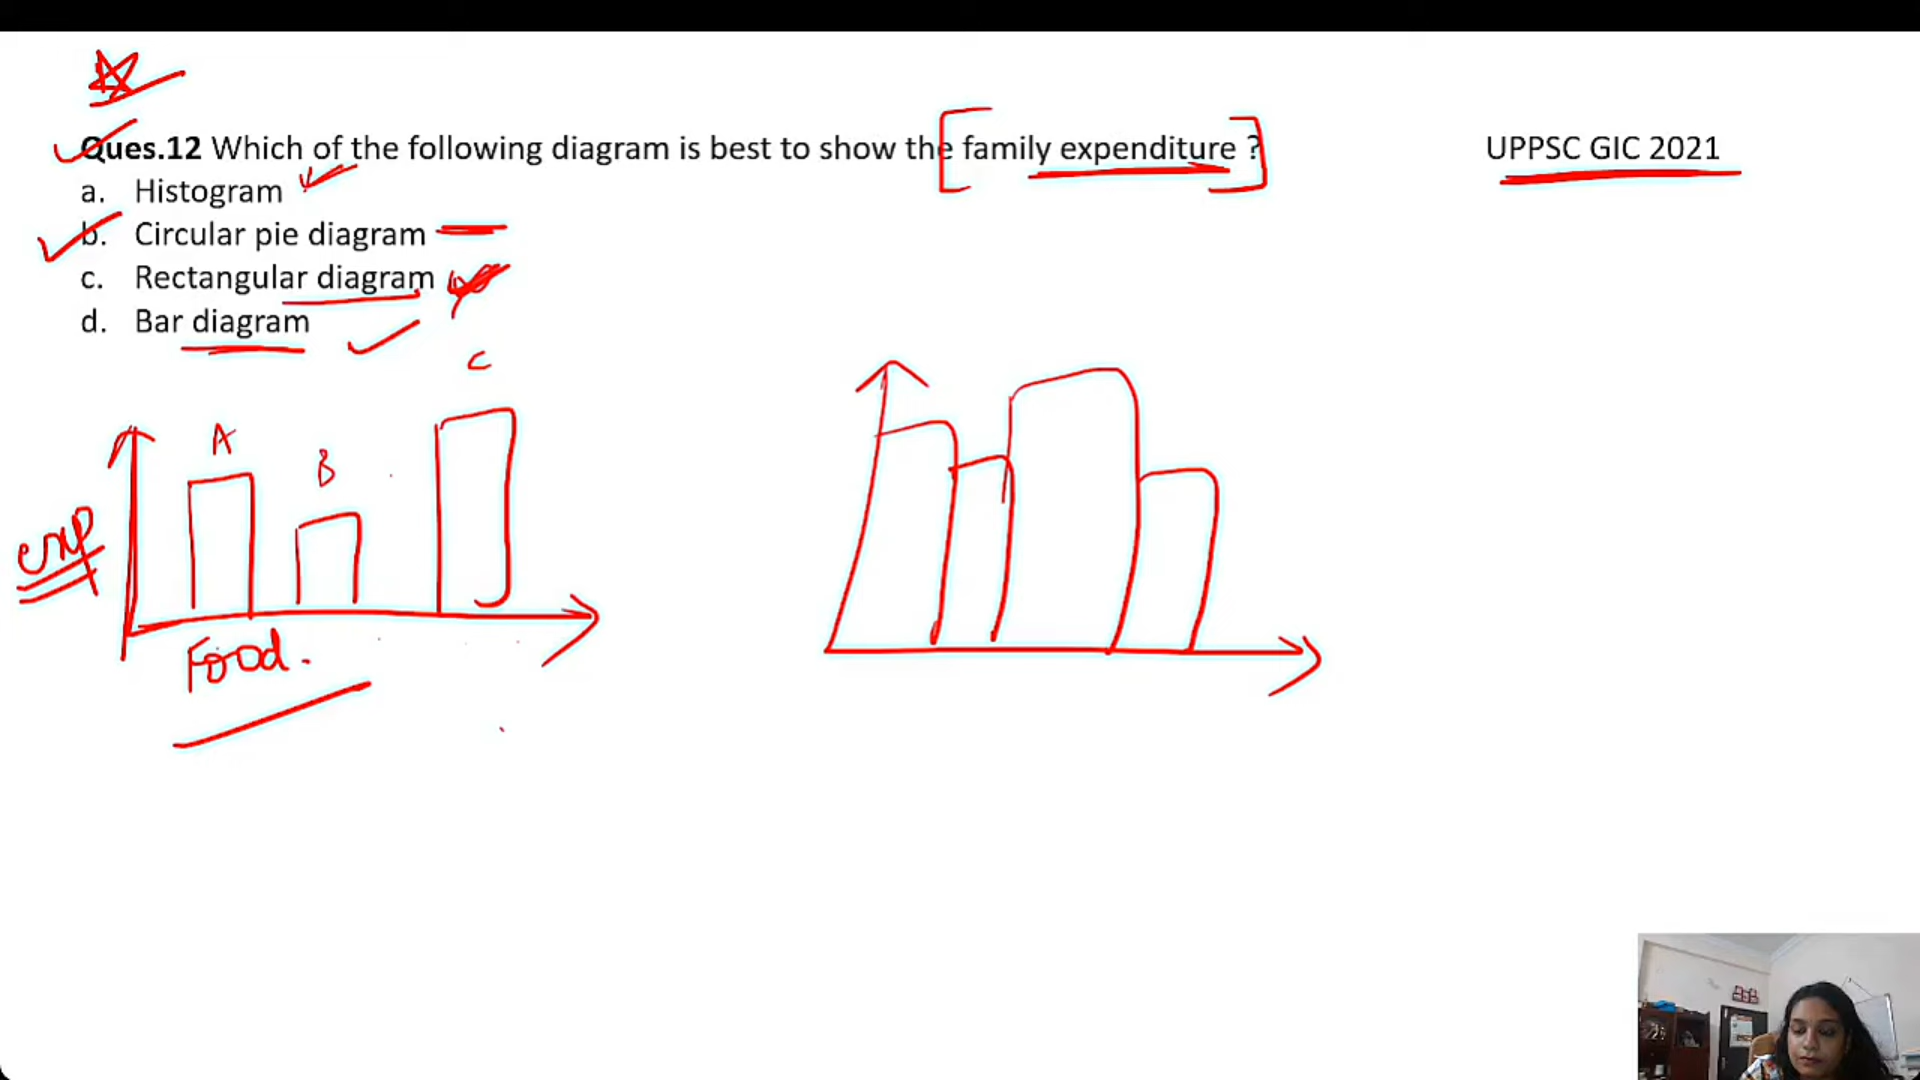 Ques.12 Which of the following diagram is best to show the family expenditure ? UPPSC GIC 2021
a. Histogram
b. Circular pie diagram
c. Rectangular diagram
d. Bar diagram
C
A
B
exp
Food.